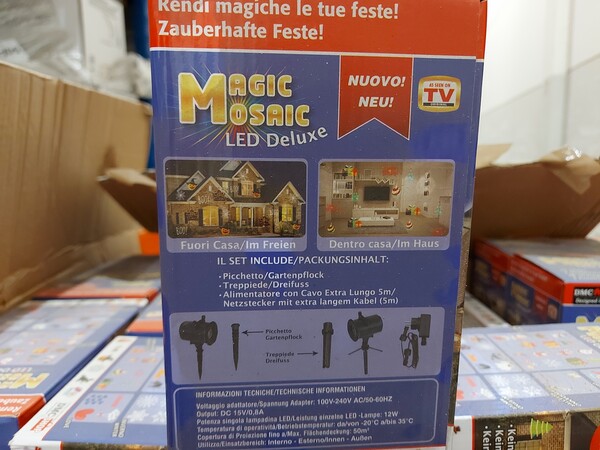 Rendi magiche le tue feste!
Zauberhafte Feste!
MAGIC
MOSAIC
LED Deluxe
NUOVO!
NEU!
AS SEEN ON
TV
Fuori Casa/Im Freien
Dentro casa/Im Haus
IL SET INCLUDE/PACKUNGSINHALT:
•Picchetto/Gartenpflock
•Treppiede/Dreifuss
•Alimentatore con Cavo Extra Lungo 5m/
Netzstecker mit extra langem Kabel (5m)
Picchetto
Gartenpflock
Treppiede
Dreifuss
INFORMAZIONI TECNICHE/TECHNISCHE INFORMATIONEN
Voltaggio adattatore/Spannung Adapter: 100V-240V AC/50-60HZ
Output: DC 15V/0,8A
Potenza singola lampadina LED/Leistung einzelne LED -Lampe: 12W
Temperatura di operatività/Betriebstemperatur: da/von -20°C a/bis 35°C
Copertura di Proiezione fino a/Max. Flächendeckung: 50m²
Utilizzo/Einsatzbereich: Interno - Esterno/Innen - Außen